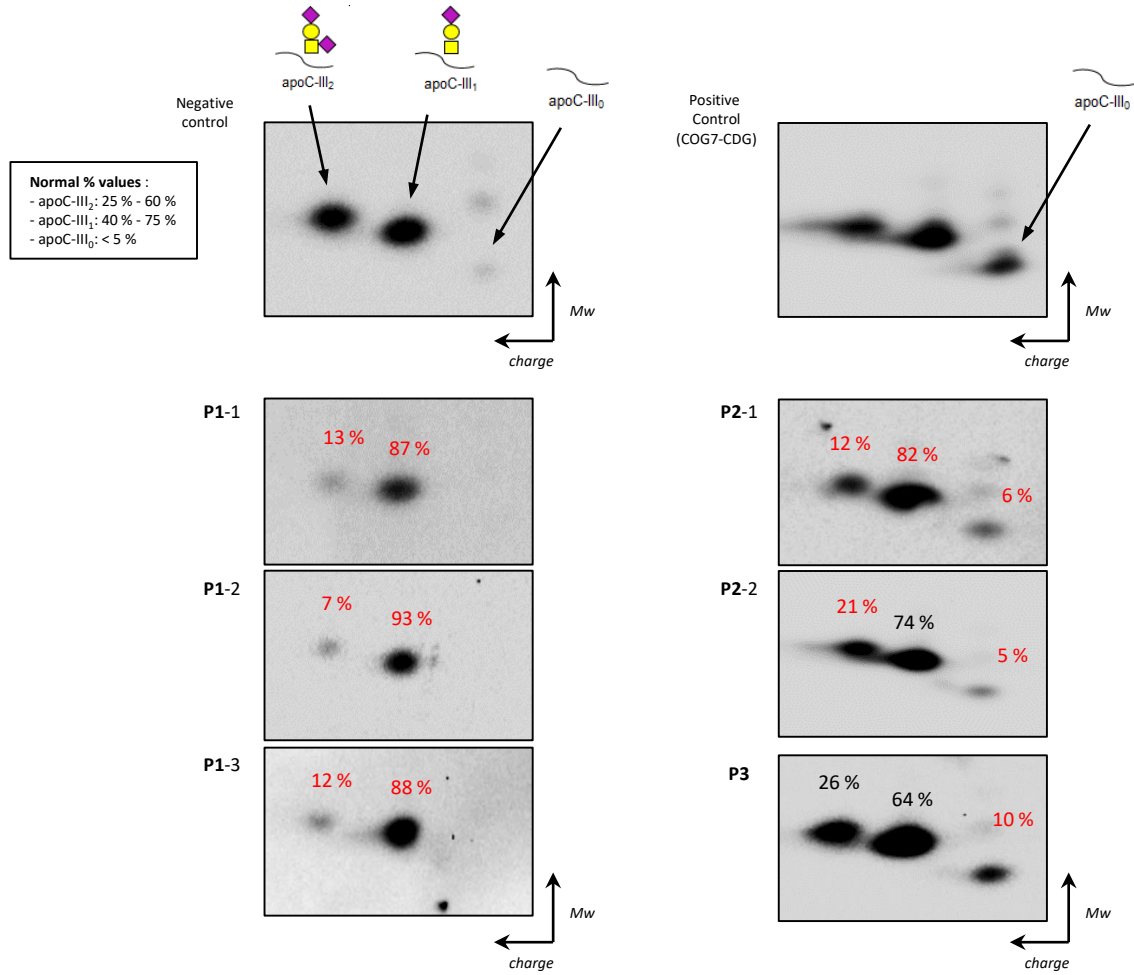 apoC-III₂
apoC-III₁
apoC-III₀
Negative
control
Normal % values :
- apoC-III₂: 25 % - 60 %
- apoC-III₁: 40 % - 75 %
- apoC-III₀: < 5 %
Mw
charge
Positive
Control
(COG7-CDG)
apoC-III₀
Mw
charge
P1-1
13 %
87 %
P1-2
7 %
93 %
P1-3
12 %
88 %
Mw
charge
P2-1
12 %
82 %
6 %
P2-2
21 %
74 %
5 %
P3
26 %
64 %
10 %
Mw
charge